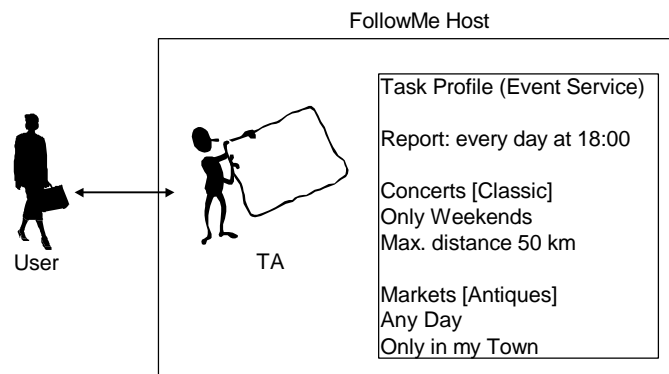 FollowMe Host
Task Profile (Event Service)
Report: every day at 18:00
Concerts [Classic]
Only Weekends
Max. distance 50 km
Markets [Antiques]
Any Day
Only in my Town
User
TA